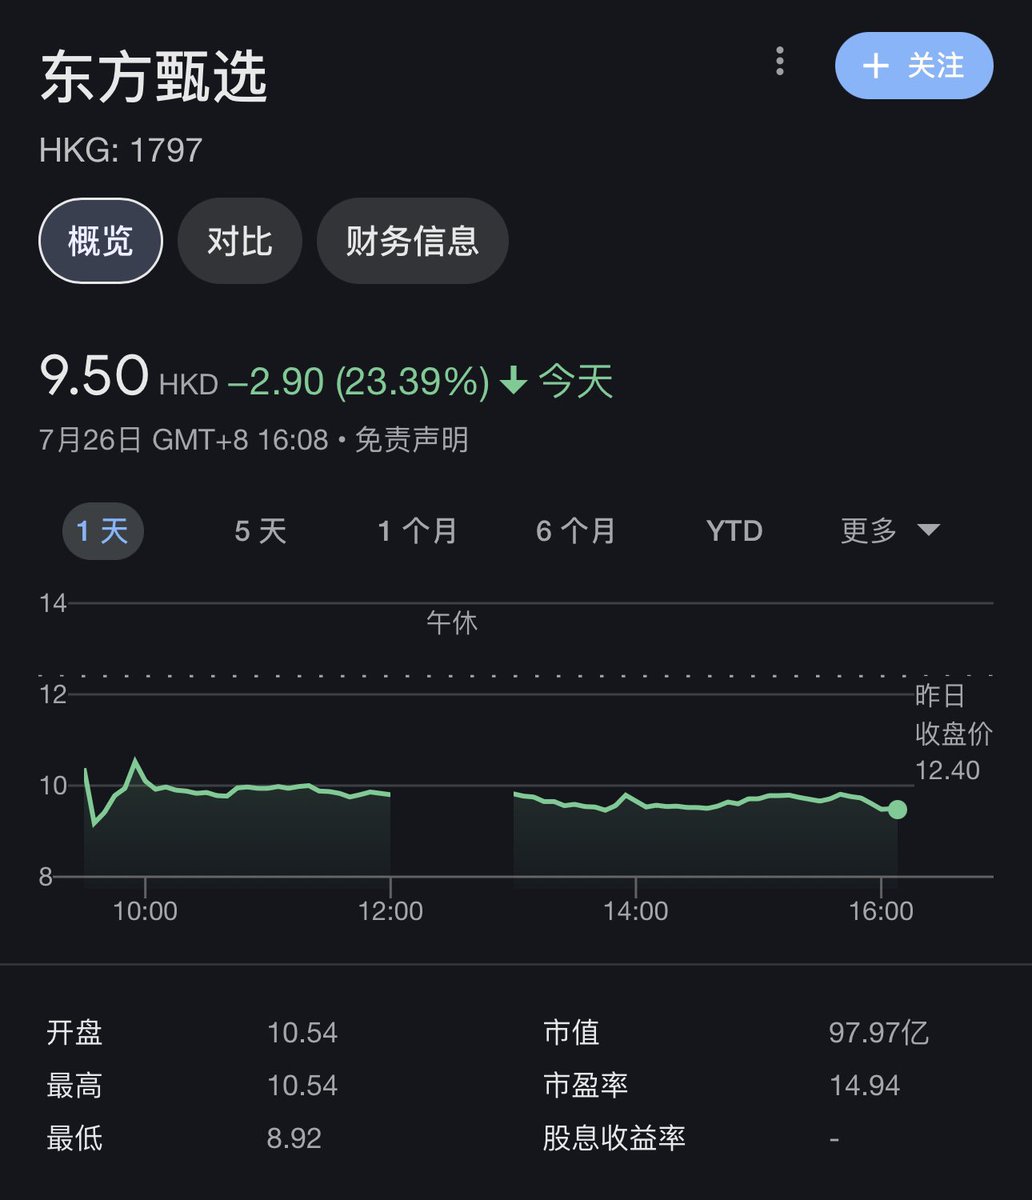 东方甄选
+ 关注
HKG: 1797
概览 对比 财务信息
9.50 HKD −2.90 (23.39%) ↓ 今天
7月26日 GMT+8 16:08 • 免责声明
1 天 5 天 1 个月 6 个月 YTD 更多
14
午休
12
昨日
收盘价
12.40
10
8
10:00 12:00 14:00 16:00
开盘 10.54 市值 97.97亿
最高 10.54 市盈率 14.94
最低 8.92 股息收益率 -